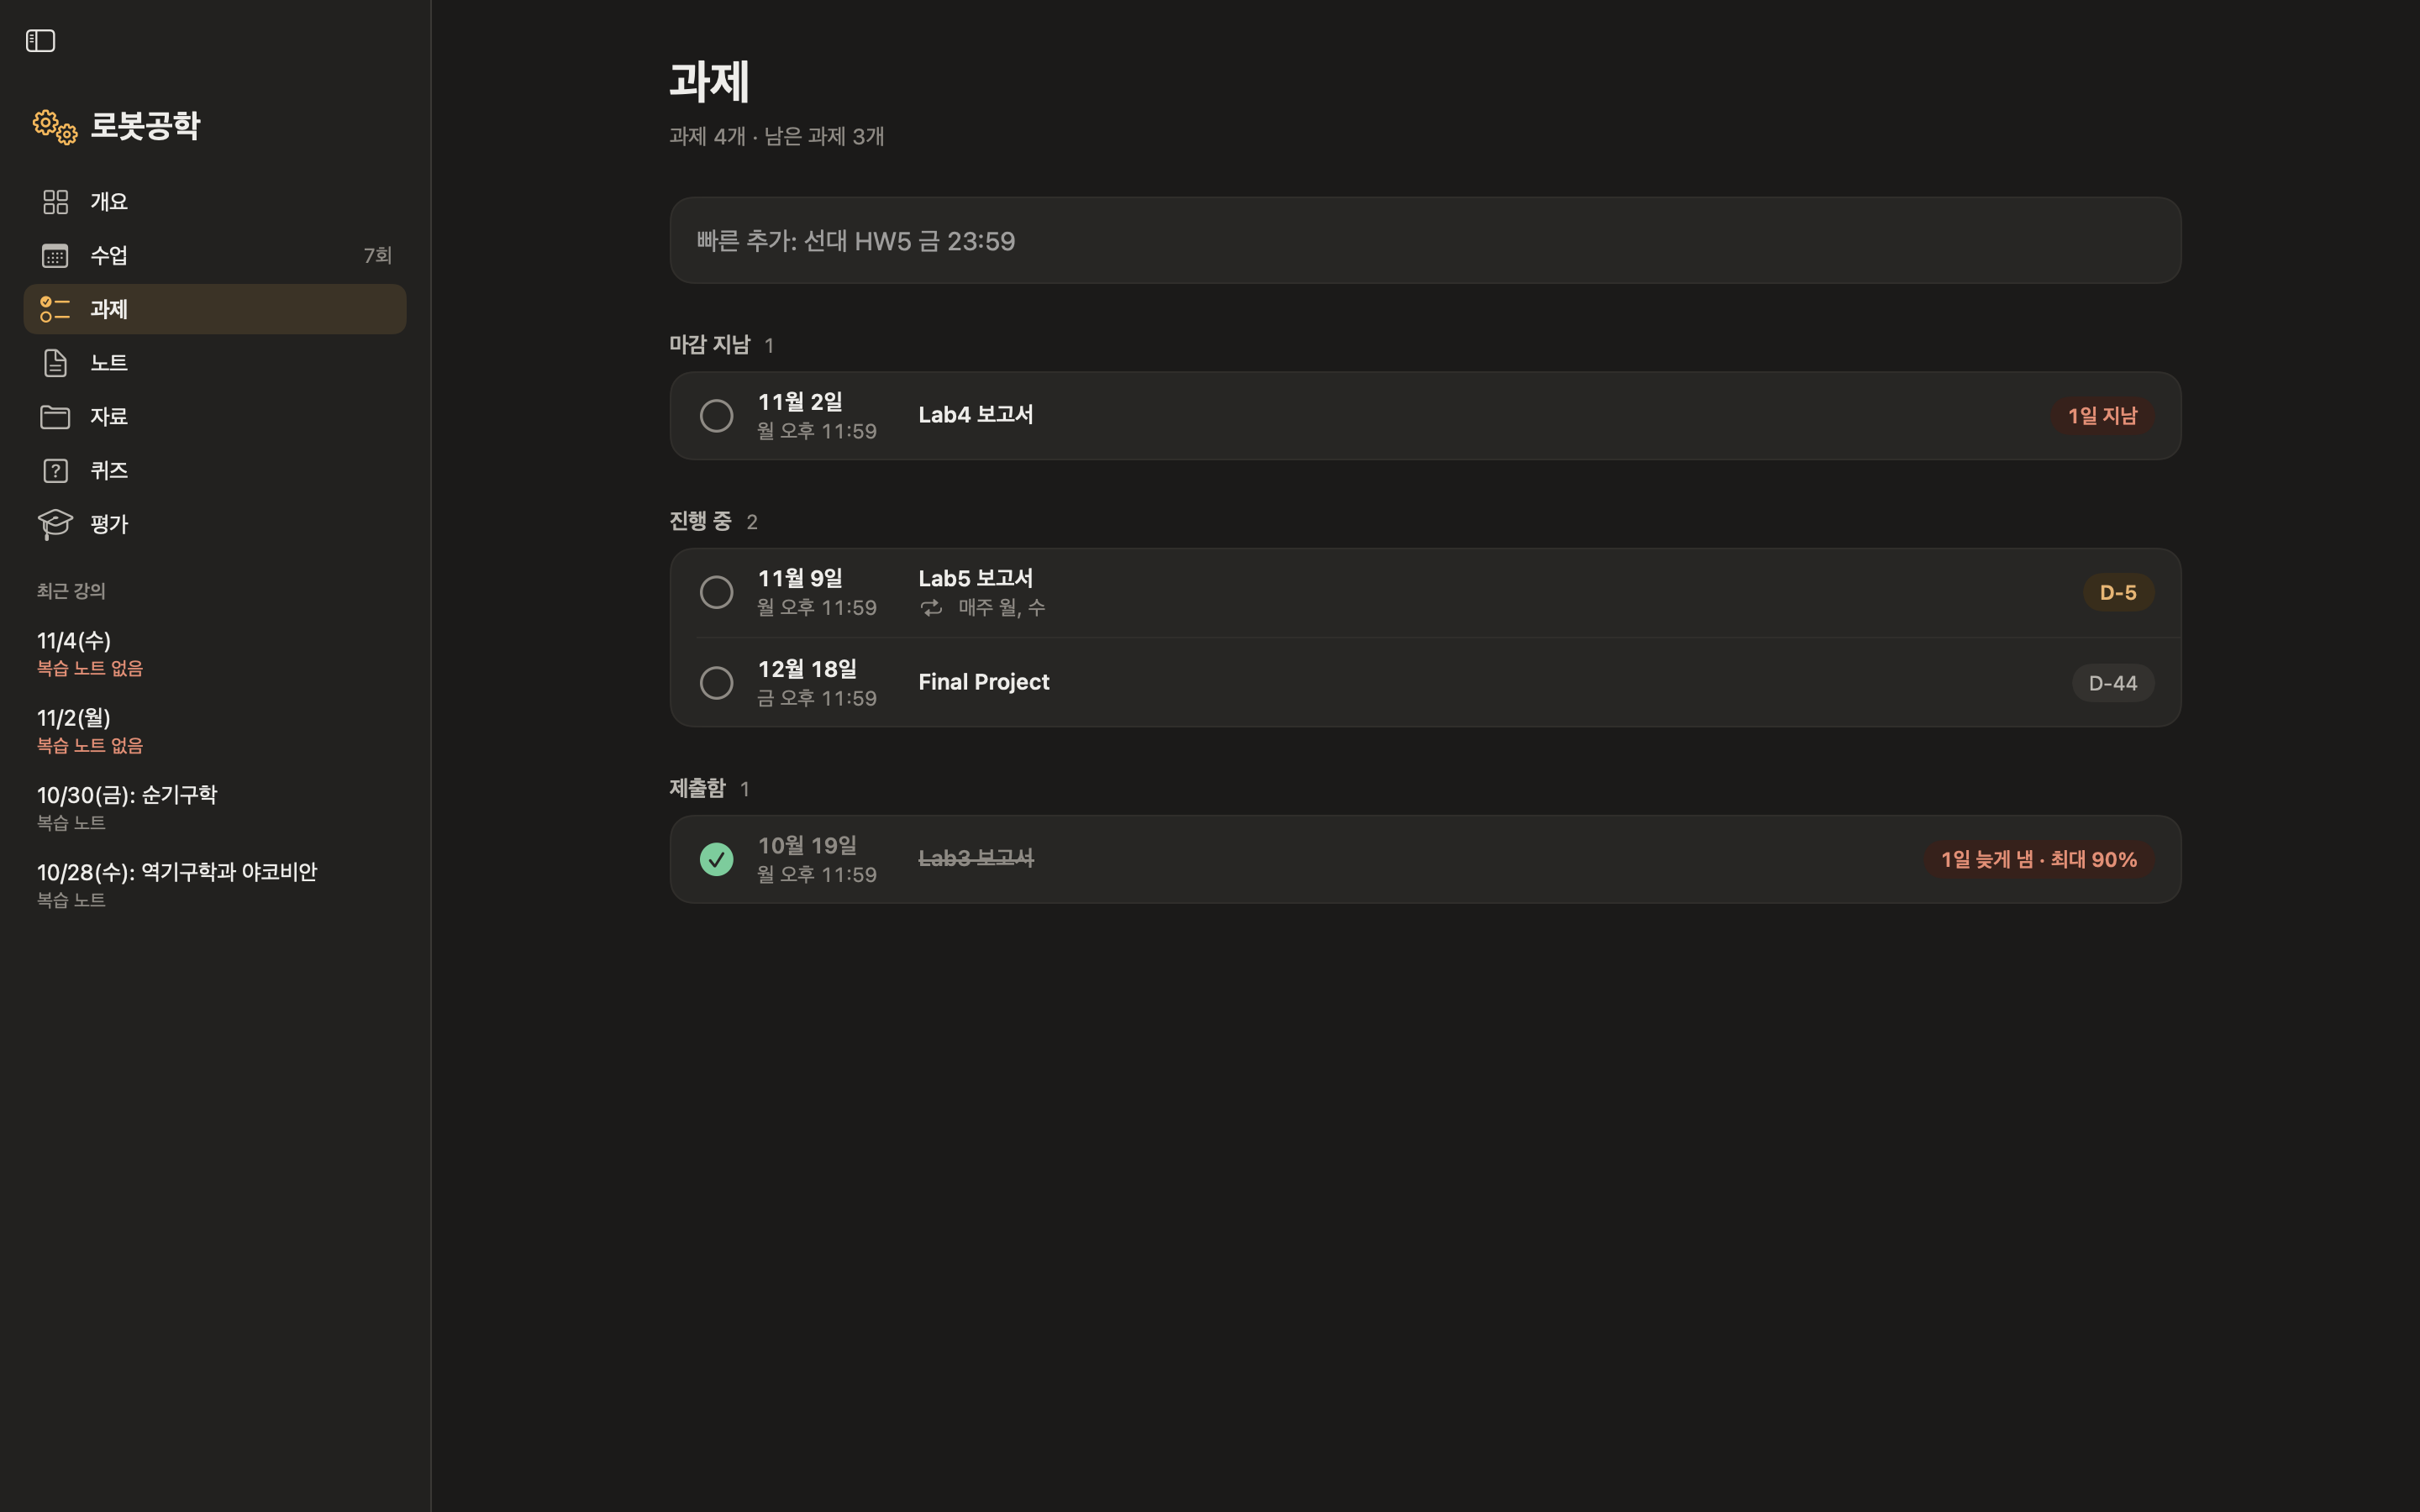 로봇공학
개요
수업 7회
과제
노트
자료
퀴즈
평가
최근 강의
11/4(수)
복습 노트 없음
11/2(월)
복습 노트 없음
10/30(금): 순기구학
복습 노트
10/28(수): 역기구학과 야코비안
복습 노트
과제
과제 4개 · 남은 과제 3개
빠른 추가: 선대 HW5 금 23:59
마감 지남 1
11월 2일
월 오후 11:59
Lab4 보고서
1일 지남
진행 중 2
11월 9일
월 오후 11:59
Lab5 보고서
매주 월, 수
D-5
12월 18일
금 오후 11:59
Final Project
D-44
제출함 1
10월 19일
월 오후 11:59
Lab3 보고서
1일 늦게 냄 · 최대 90%